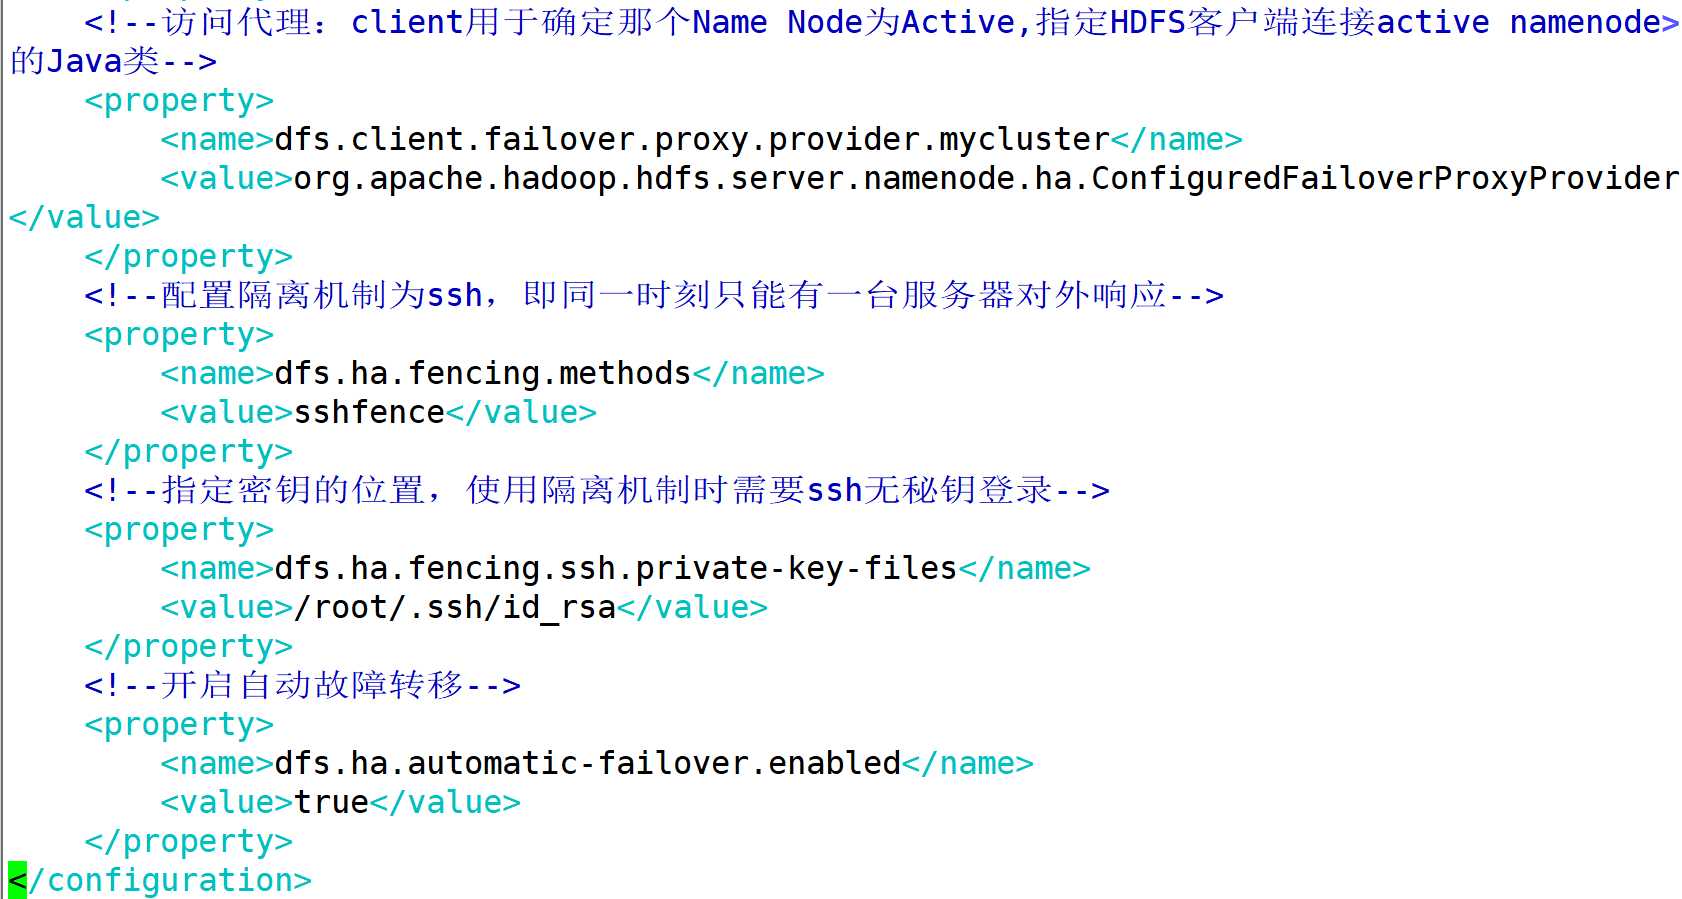 <!--访问代理：client用于确定那个Name Node为Active,指定HDFS客户端连接active namenode>
的Java类-->
<property>
<name>dfs.client.failover.proxy.provider.mycluster</name>
<value>org.apache.hadoop.hdfs.server.namenode.ha.ConfiguredFailoverProxyProvider
</value>
</property>
<!--配置隔离机制为ssh，即同一时刻只能有一台服务器对外响应-->
<property>
<name>dfs.ha.fencing.methods</name>
<value>sshfence</value>
</property>
<!--指定密钥的位置，使用隔离机制时需要ssh无秘钥登录-->
<property>
<name>dfs.ha.fencing.ssh.private-key-files</name>
<value>/root/.ssh/id_rsa</value>
</property>
<!--开启自动故障转移-->
<property>
<name>dfs.ha.automatic-failover.enabled</name>
<value>true</value>
</property>
</configuration>